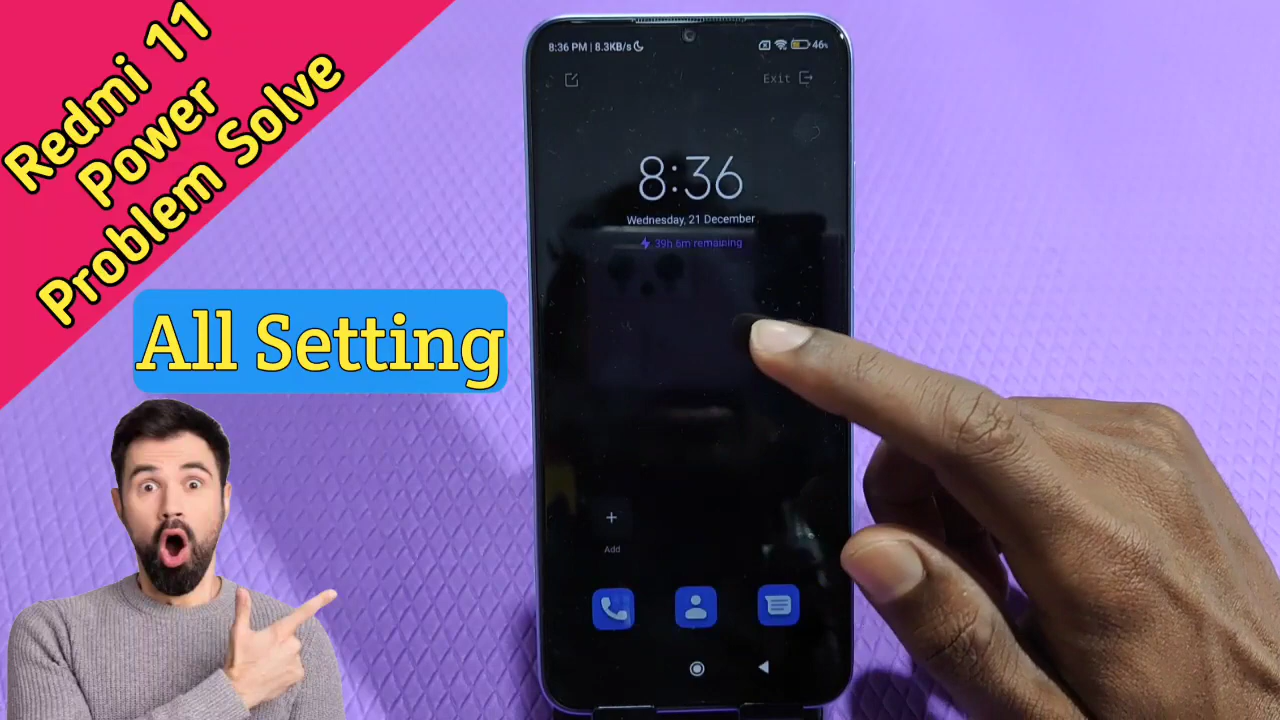 Redmi 11
Power
Problem Solve
All Setting
8:36 PM | 8.3KB/s
46%
Exit
8:36
Wednesday, 21 December
39h 6m remaining
Add